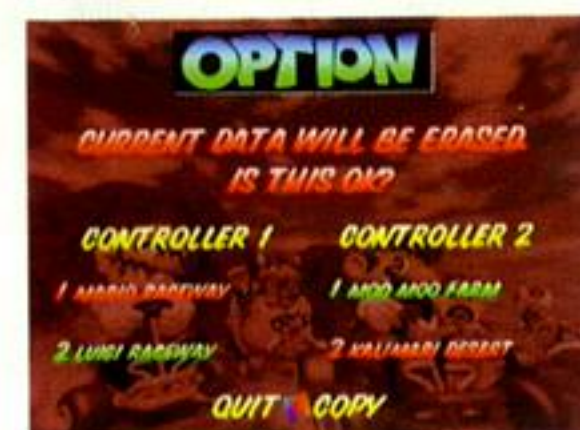 OPTION
CURRENT DATA WILL BE ERASED.
IS THIS OK?
CONTROLLER 1 CONTROLLER 2
1 MARIO RACEWAY 1 MOO MOO FARM
2 LUIGI RACEWAY 2 KALIMARI DESERT
QUIT COPY